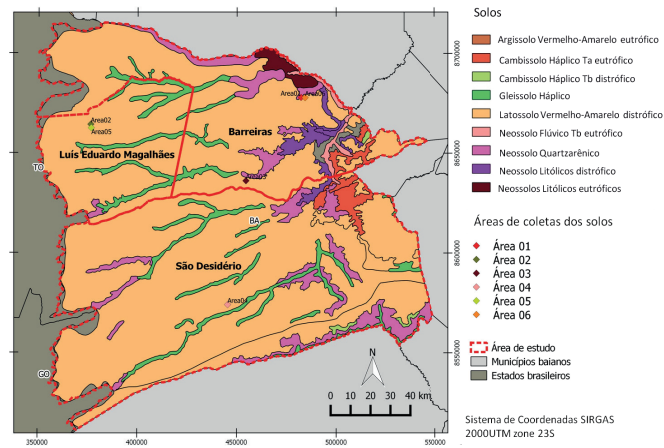 Solos
Argissolo Vermelho-Amarelo eutrófico
Cambissolo Háplico Ta eutrófico
Cambissolo Háplico Tb distrófico
Gleissolo Háplico
Latossolo Vermelho-Amarelo distrófico
Neossolo Flúvico Tb eutrófico
Neossolo Quartzarênico
Neossolo Litólicos distrófico
Neossolos Litólicos eutróficos
Áreas de coletas dos solos
Área 01
Área 02
Área 03
Área 04
Área 05
Área 06
Área de estudo
Municípios baianos
Estados brasileiros
Sistema de Coordenadas SIRGAS
2000UTM zone 23S
Area02
Area05
Barreiras
Luís Eduardo Magalhães
TO
BA
São Desidério
Area04
GO
N
0 10 20 30 40 km
350000 400000 450000 500000 550000
8700000
8650000
8600000
8550000